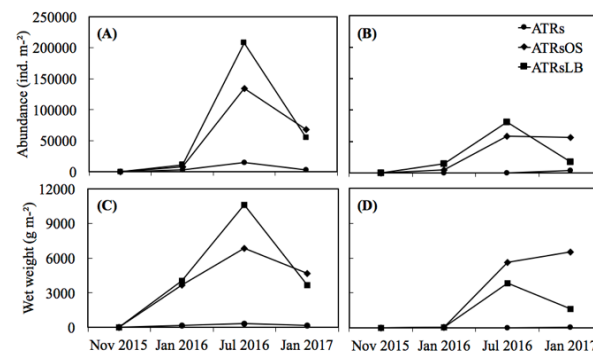 (A)
(B)
ATRs
ATRsOS
ATRsLB
250000
200000
150000
100000
50000
0
Abundance (ind. m-²)
(C)
(D)
12000
9000
6000
3000
0
Wet weight (g m-²)
Nov 2015 Jan 2016 Jul 2016 Jan 2017
Nov 2015 Jan 2016 Jul 2016 Jan 2017